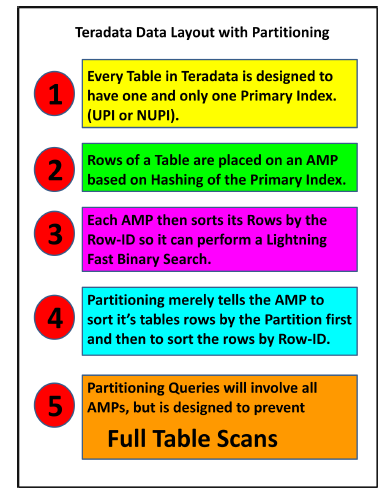 Teradata Data Layout with Partitioning
1
Every Table in Teradata is designed to
have one and only one Primary Index.
(UPI or NUPI).
2
Rows of a Table are placed on an AMP
based on Hashing of the Primary Index.
3
Each AMP then sorts its Rows by the
Row-ID so it can perform a Lightning
Fast Binary Search.
4
Partitioning merely tells the AMP to
sort it’s tables rows by the Partition first
and then to sort the rows by Row-ID.
5
Partitioning Queries will involve all
AMPs, but is designed to prevent
Full Table Scans